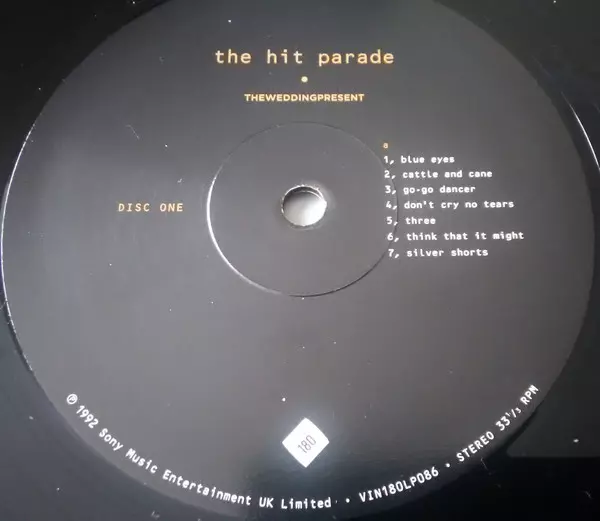 the hit parade
THEWEDDINGPRESENT
DISC ONE
a
1, blue eyes
2, cattle and cane
3, go-go dancer
4, don't cry no tears
5, three
6, think that it might
7, silver shorts
180
℗ 1992 Sony Music Entertainment UK Limited • VIN180LP086 • STEREO 33⅓ RPM